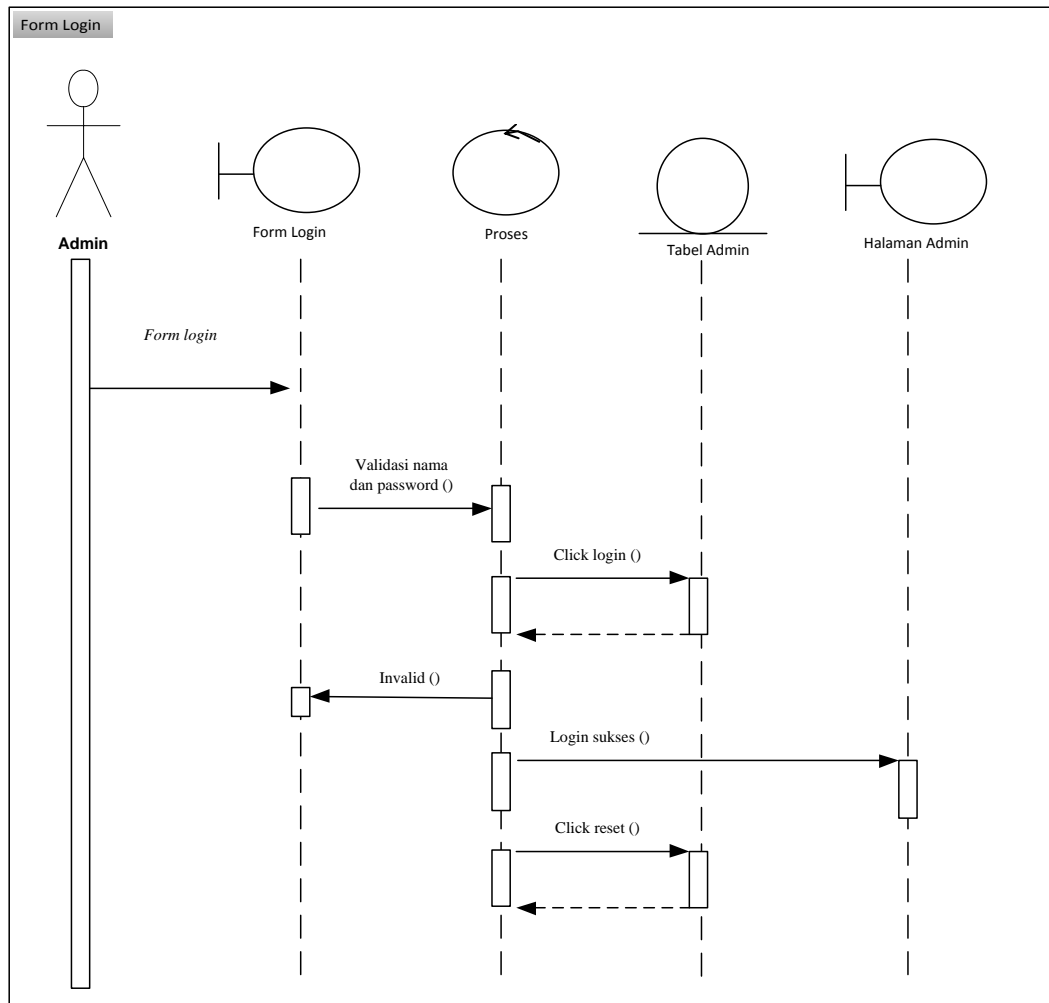 Form Login
Admin
Form Login
Proses
Tabel Admin
Halaman Admin
Form login
Validasi nama
dan password ()
Click login ()
Invalid ()
Login sukses ()
Click reset ()